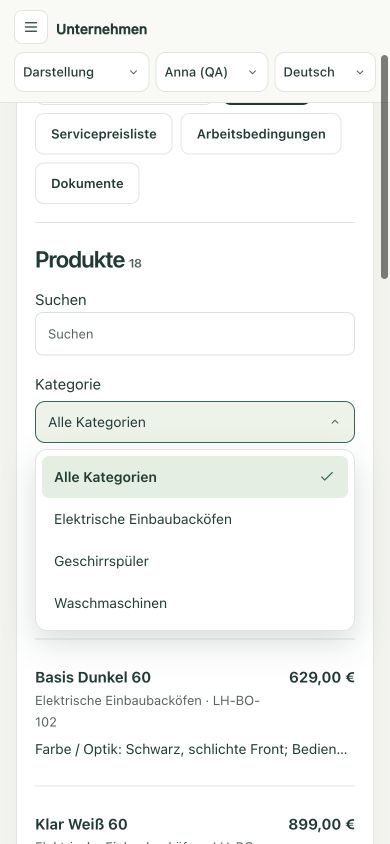 Unternehmen
Darstellung
Anna (QA)
Deutsch
Servicepreisliste
Arbeitsbedingungen
Dokumente
Produkte 18
Suchen
Suchen
Kategorie
Alle Kategorien
Alle Kategorien
Elektrische Einbaubacköfen
Geschirrspüler
Waschmaschinen
Basis Dunkel 60
629,00 €
Elektrische Einbaubacköfen · LH-BO-
102
Farbe / Optik: Schwarz, schlichte Front; Bedien...
Klar Weiß 60
899,00 €